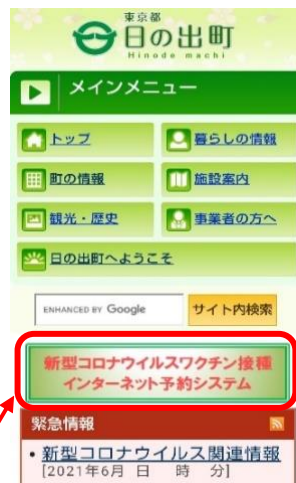 東京都
日の出町
Hinode machi
メインメニュー
トップ
暮らしの情報
町の情報
施設案内
観光・歴史
事業者の方へ
日の出町へようこそ
ENHANCED BY Google
サイト内検索
新型コロナウイルスワクチン接種
インターネット予約システム
緊急情報
・新型コロナウイルス関連情報
[2021年6月 日 時 分]